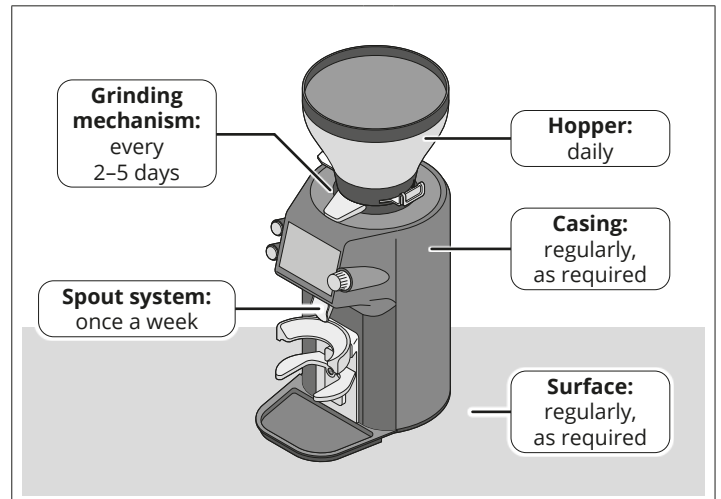 Grinding
mechanism:
every
2–5 days
Hopper:
daily
Casing:
regularly,
as required
Spout system:
once a week
Surface:
regularly,
as required